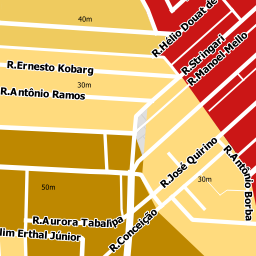 40m
R.Hélio Douat de
R.Stringari
R.Manoel Mello
R.Ernesto Kobarg
30m
R.Antônio Ramos
R.José Quirino
R.Antônio Borba
30m
50m
R.Aurora Tabalipa
lim Erthal Júnior
R.Conceição